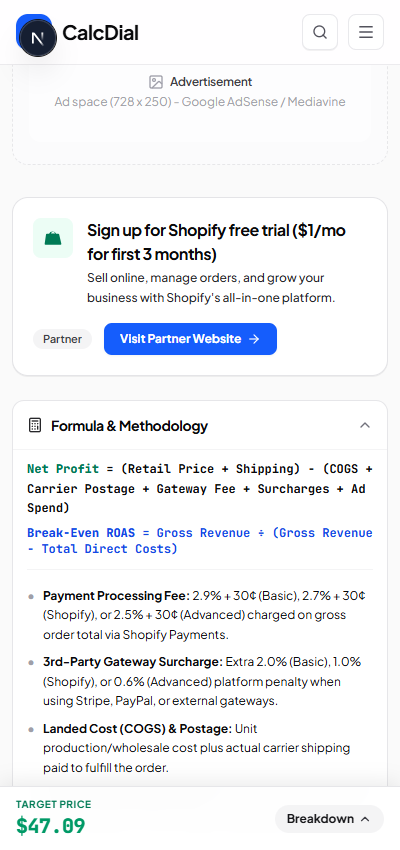 N CalcDial
Advertisement
Ad space (728 x 250) - Google AdSense / Mediavine
Sign up for Shopify free trial ($1/mo
for first 3 months)
Sell online, manage orders, and grow your
business with Shopify's all-in-one platform.
Partner Visit Partner Website →
Formula & Methodology
Net Profit = (Retail Price + Shipping) - (COGS +
Carrier Postage + Gateway Fee + Surcharges + Ad
Spend)
Break-Even ROAS = Gross Revenue ÷ (Gross Revenue
- Total Direct Costs)
• Payment Processing Fee: 2.9% + 30¢ (Basic), 2.7% + 30¢
(Shopify), or 2.5% + 30¢ (Advanced) charged on gross
order total via Shopify Payments.
• 3rd-Party Gateway Surcharge: Extra 2.0% (Basic), 1.0%
(Shopify), or 0.6% (Advanced) platform penalty when
using Stripe, PayPal, or external gateways.
• Landed Cost (COGS) & Postage: Unit
production/wholesale cost plus actual carrier shipping
paid to fulfill the order.
TARGET PRICE
$47.09
Breakdown